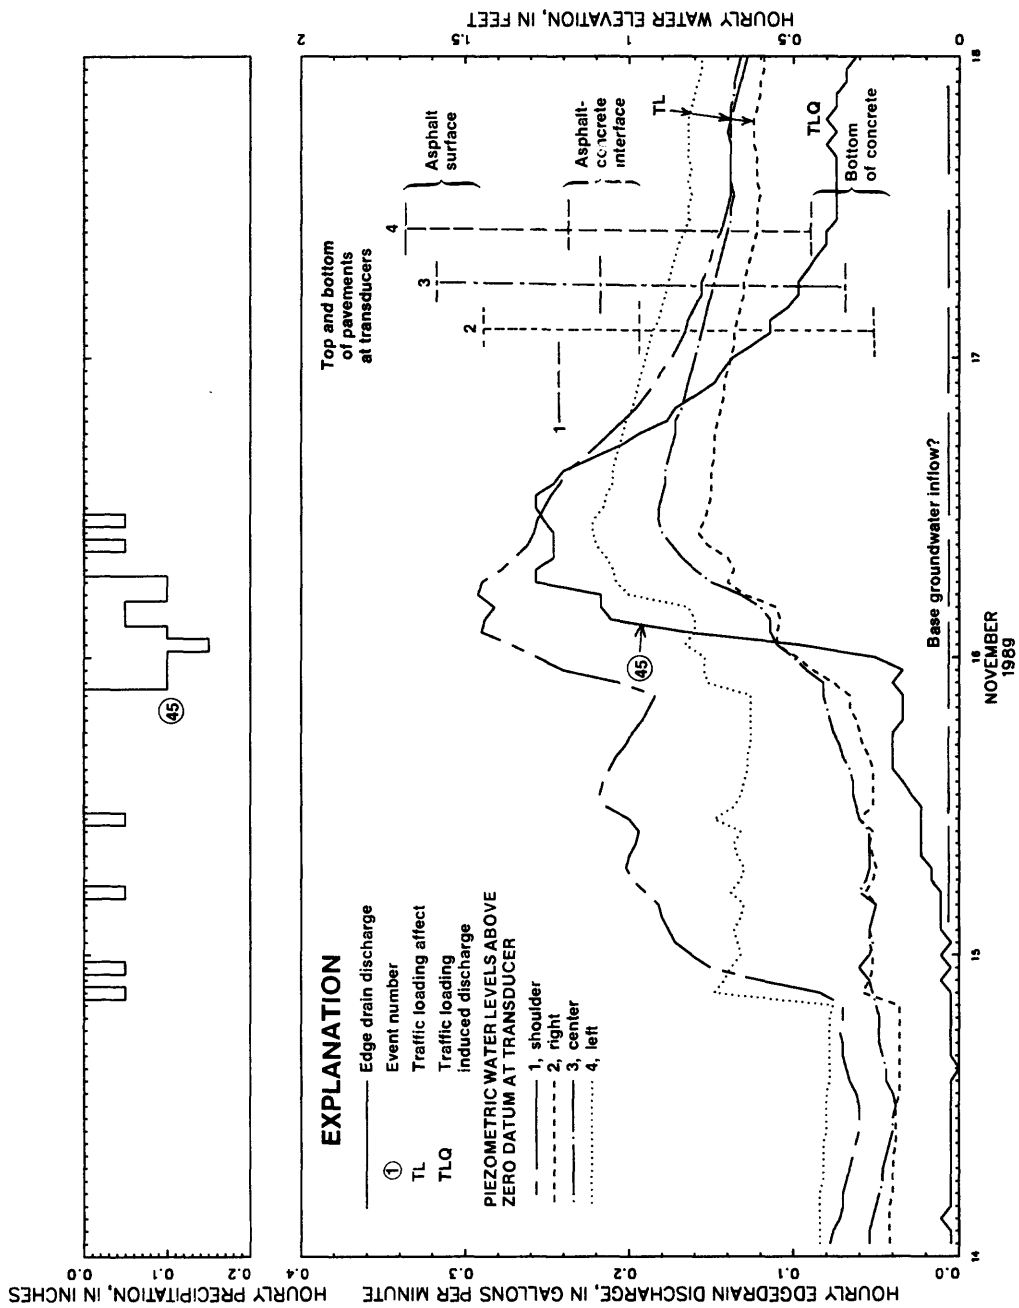 HOURLY PRECIPITATION, IN INCHES
0.0
0.1
0.2
45
HOURLY EDGEDRAIN DISCHARGE, IN GALLONS PER MINUTE
0.4
0.3
0.2
0.1
0.0
HOURLY WATER ELEVATION, IN FEET
2
1.5
1
0.5
0
EXPLANATION
Edge drain discharge
1 Event number
TL Traffic loading affect
TLQ Traffic loading
induced discharge
PIEZOMETRIC WATER LEVELS ABOVE
ZERO DATUM AT TRANSDUCER
1, shoulder
2, right
3, center
4, left
45
Top and bottom
of pavements
at transducers
1
2
3
4
Asphalt
surface
Asphalt-
concrete
interface
TL
TLQ
Bottom
of concrete
Base groundwater inflow?
14
15
16
17
18
NOVEMBER
1989